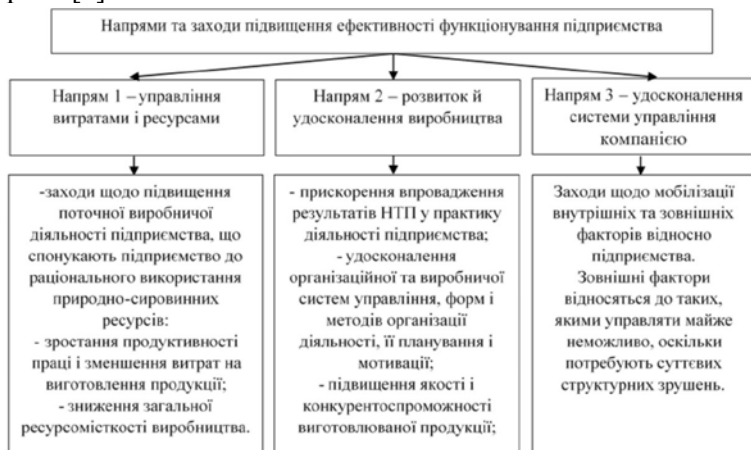 Напрями та заходи підвищення ефективності функціонування підприємства
Напрям 1 – управління
витратами і ресурсами
Напрям 2 – розвиток й
удосконалення виробництва
Напрям 3 – удосконалення
системи управління
компанією
-заходи щодо підвищення
поточної виробничої
діяльності підприємства, що
спонукають підприємство до
раціонального використання
природно-сировинних
ресурсів:
- зростання продуктивності
праці і зменшення витрат на
виготовлення продукції;
-зниження загальної
ресурсомісткості виробництва.
- прискорення впровадження
результатів НТП у практику
діяльності підприємства;
- удосконалення
організаційної та виробничої
систем управління, форм і
методів організації
діяльності, її планування і
мотивації;
- підвищення якості і
конкурентоспроможності
виготовлюваної продукції;
Заходи щодо мобілізації
внутрішніх та зовнішніх
факторів відносно
підприємства.
Зовнішні фактори
відносяться до таких,
якими управляти майже
неможливо, оскільки
потребують суттєвих
структурних зрушень.